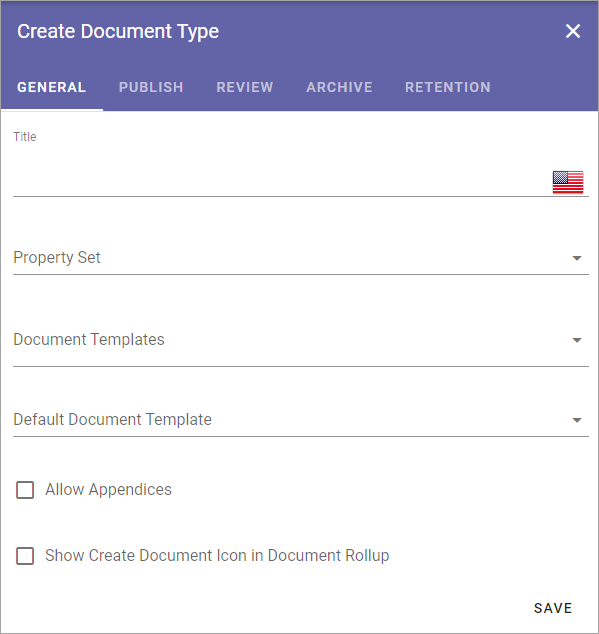 Create Document Type
GENERAL PUBLISH REVIEW ARCHIVE RETENTION
Title
Property Set
Document Templates
Default Document Template
Allow Appendices
Show Create Document Icon in Document Rollup
SAVE